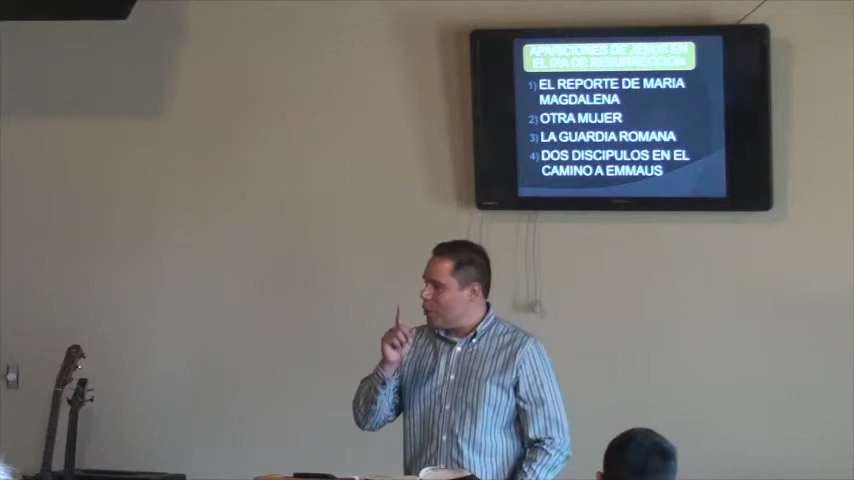 APARICIONES DE JESUS EN
EL DIA DE RESURRECCION
1) EL REPORTE DE MARIA
MAGDALENA
2) OTRA MUJER
3) LA GUARDIA ROMANA
4) DOS DISCIPULOS EN EL
CAMINO A EMMAUS